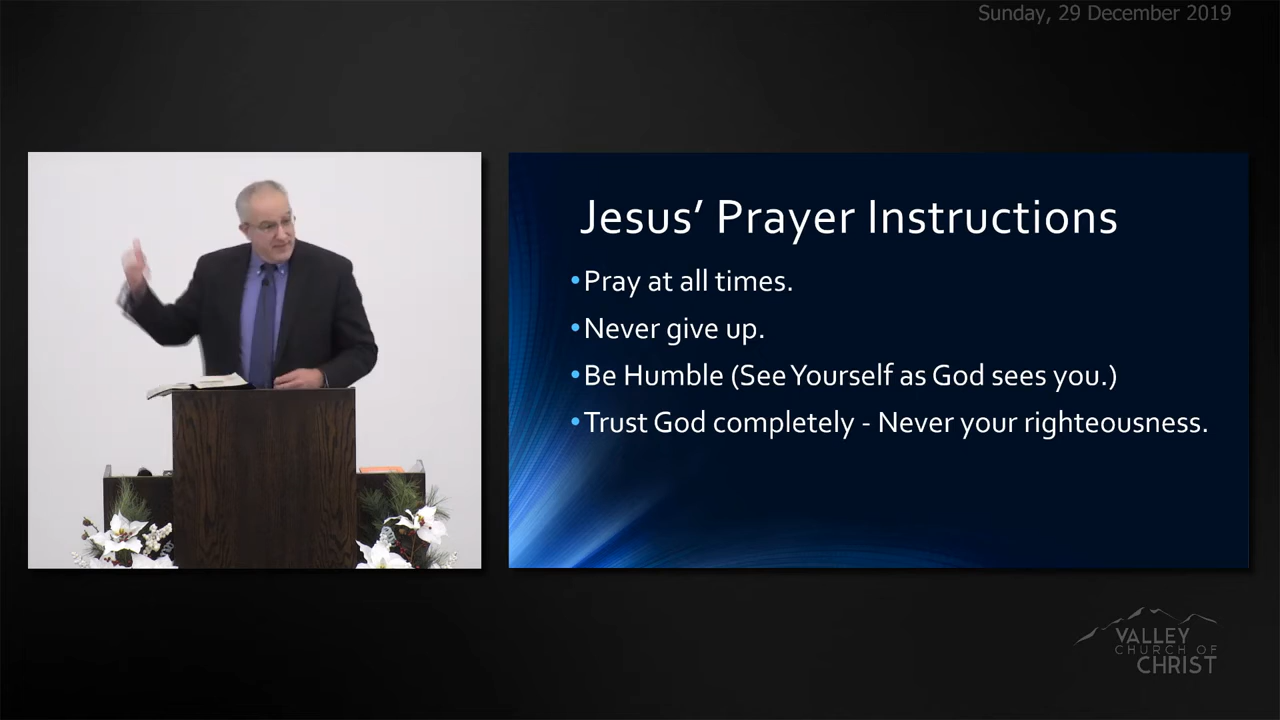 Sunday, 29 December 2019
Jesus' Prayer Instructions
•Pray at all times.
•Never give up.
•Be Humble (See Yourself as God sees you.)
•Trust God completely - Never your righteousness.
VALLEY
CHURCH OF
CHRIST